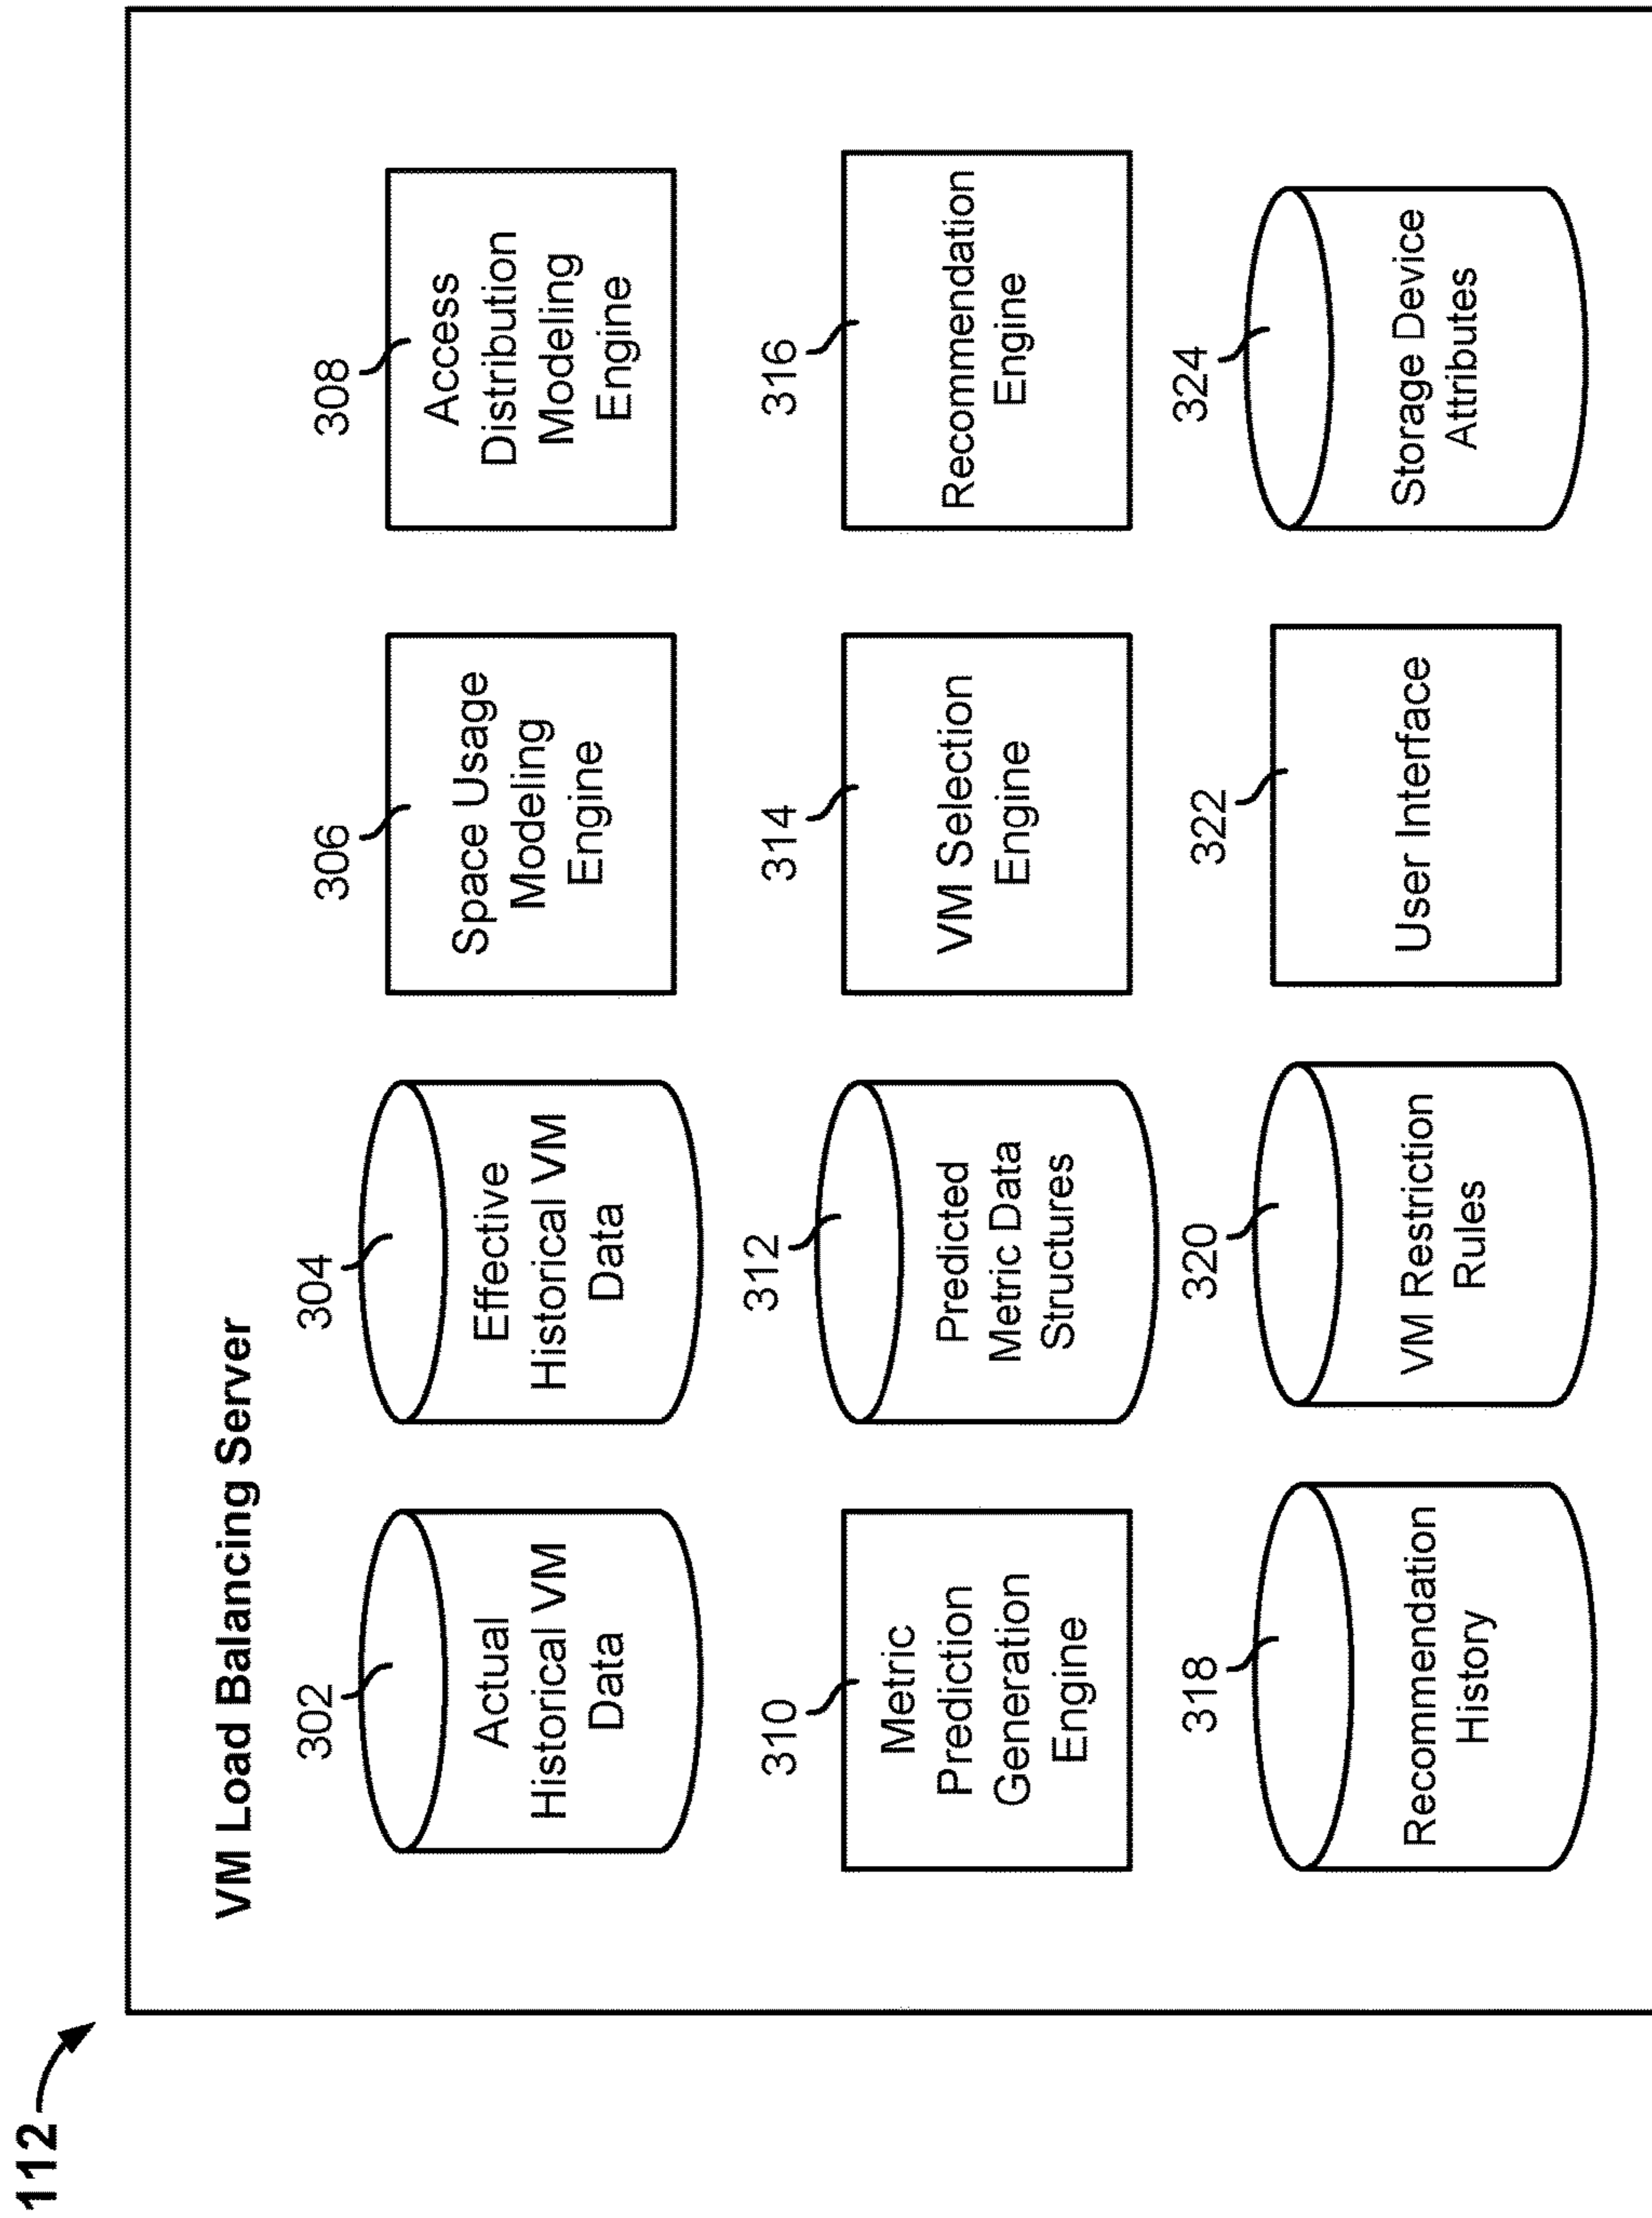 112
VM Load Balancing Server
302
Actual
Historical VM
Data
304
Effective
Historical VM
Data
306
Space Usage
Modeling
Engine
308
Access
Distribution
Modeling
Engine
310
Metric
Prediction
Generation
Engine
312
Predicted
Metric Data
Structures
314
VM Selection
Engine
316
Recommendation
Engine
318
Recommendation
History
320
VM Restriction
Rules
322
User Interface
324
Storage Device
Attributes